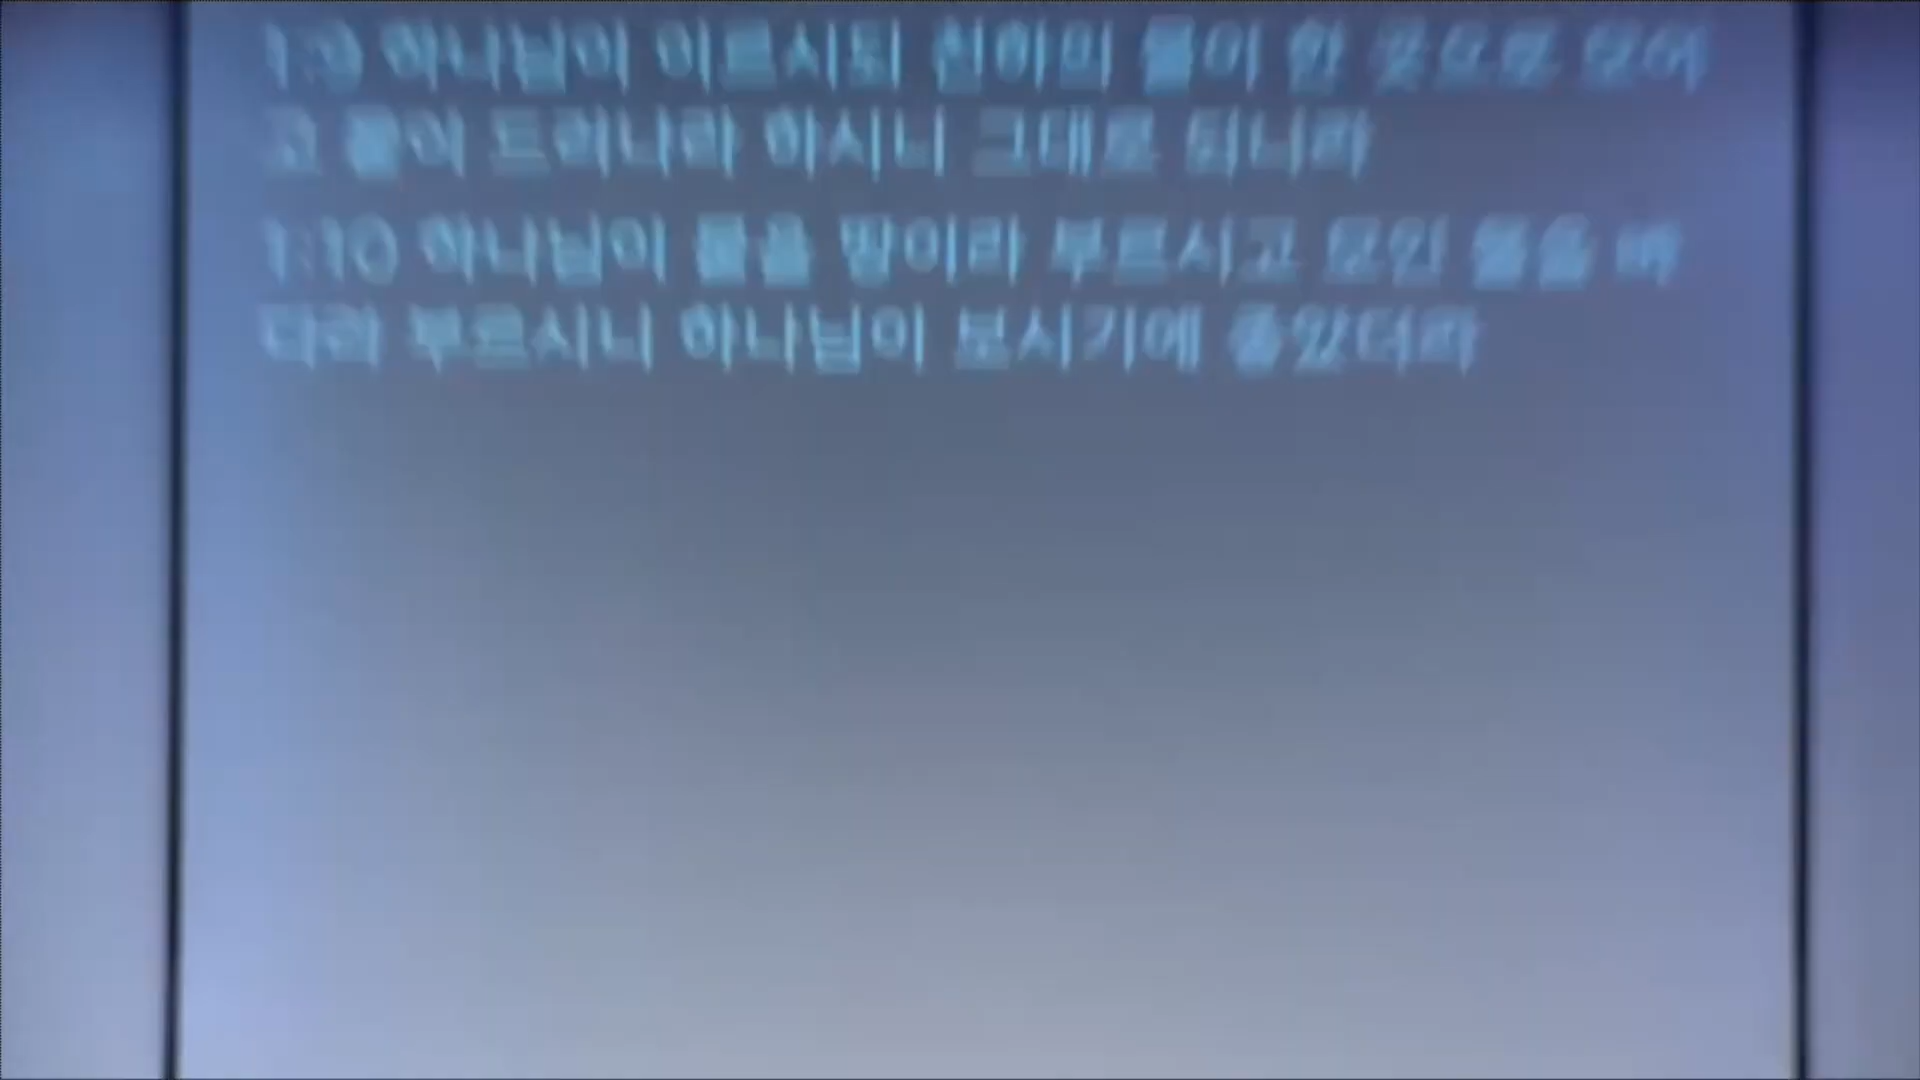 1:9 하나님이 이르시되 천하의 물이 한 곳으로 모이
고 뭍이 드러나라 하시니 그대로 되니라
1:10 하나님이 뭍을 땅이라 부르시고 모인 물을 바
다라 부르시니 하나님이 보시기에 좋았더라